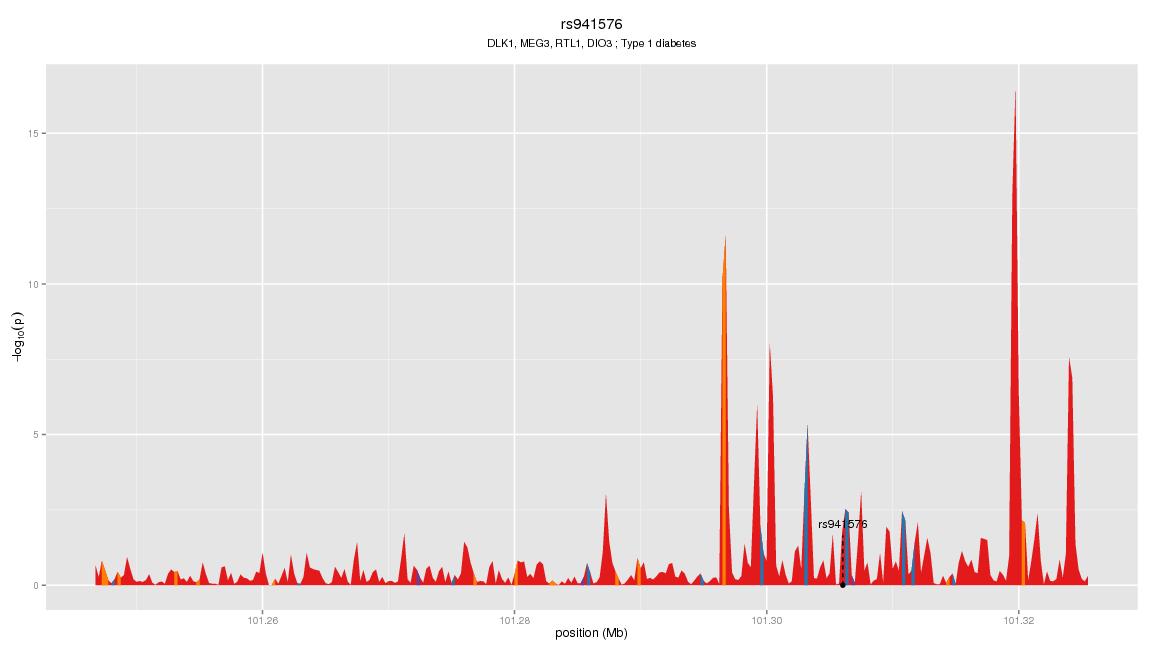 rs941576
DLK1, MEG3, RTL1, DIO3 ; Type 1 diabetes
15
10
5
0
−log10(p)
rs941576
101.26
101.28
101.30
101.32
position (Mb)